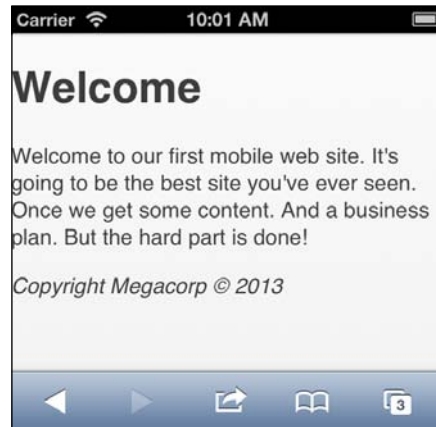 Carrier 10:01 AM
Welcome
Welcome to our first mobile web site. It's
going to be the best site you've ever seen.
Once we get some content. And a business
plan. But the hard part is done!
Copyright Megacorp © 2013
3